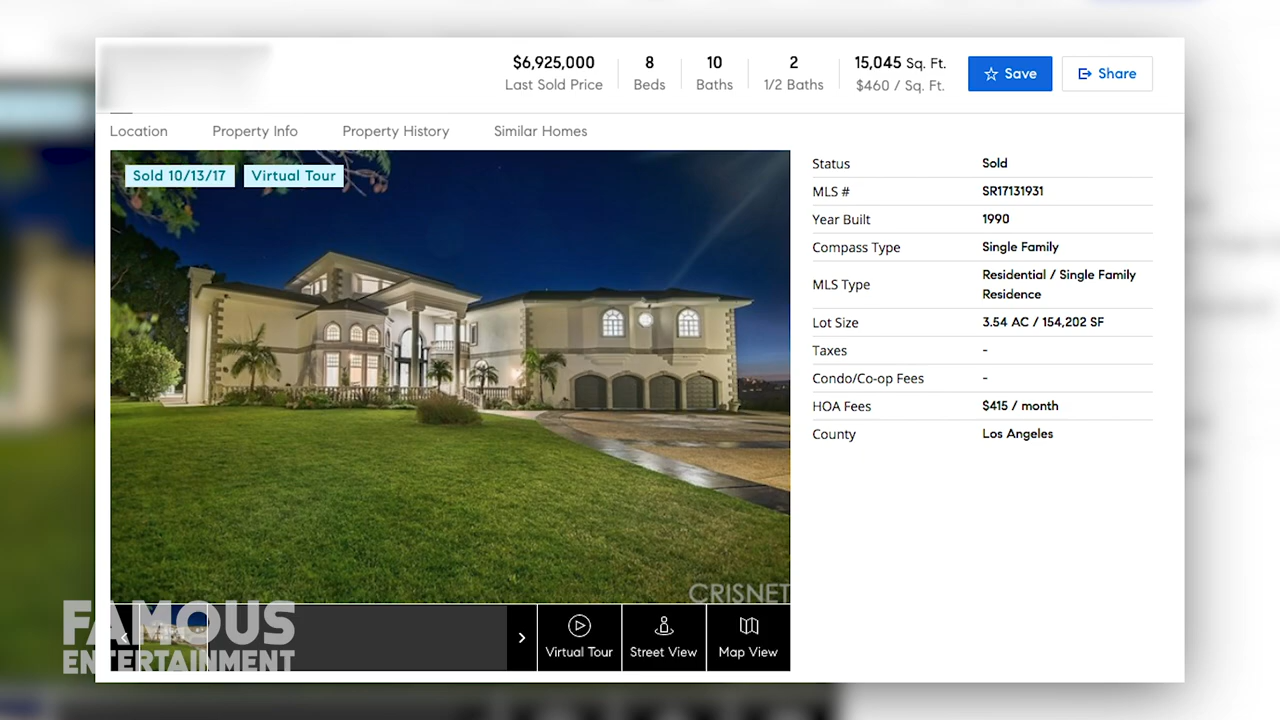 $6,925,000 8 10 2 15,045 Sq. Ft. Save Share
Last Sold Price Beds Baths 1/2 Baths $460 / Sq. Ft.
Location Property Info Property History Similar Homes
Sold 10/13/17 Virtual Tour
Status Sold
MLS # SR17131931
Year Built 1990
Compass Type Single Family
MLS Type Residential / Single Family
Residence
Lot Size 3.54 AC / 154,202 SF
Taxes -
Condo/Co-op Fees -
HOA Fees $415 / month
County Los Angeles
CRISNET
FAMOUS
ENTERTAINMENT
Virtual Tour Street View Map View